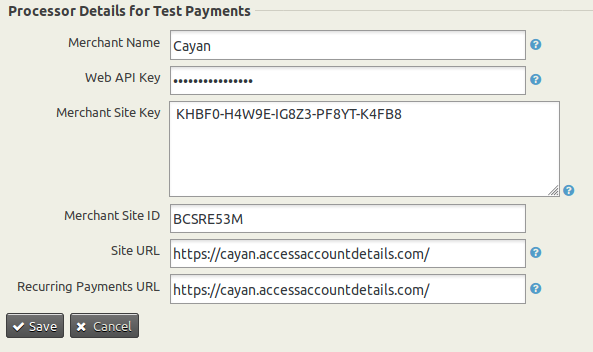 Processor Details for Test Payments
Merchant Name Cayan
Web API Key ••••••••••••••••
Merchant Site Key KHBF0-H4W9E-IG8Z3-PF8YT-K4FB8
Merchant Site ID BCSRE53M
Site URL https://cayan.accessaccountdetails.com/
Recurring Payments URL https://cayan.accessaccountdetails.com/
Save Cancel